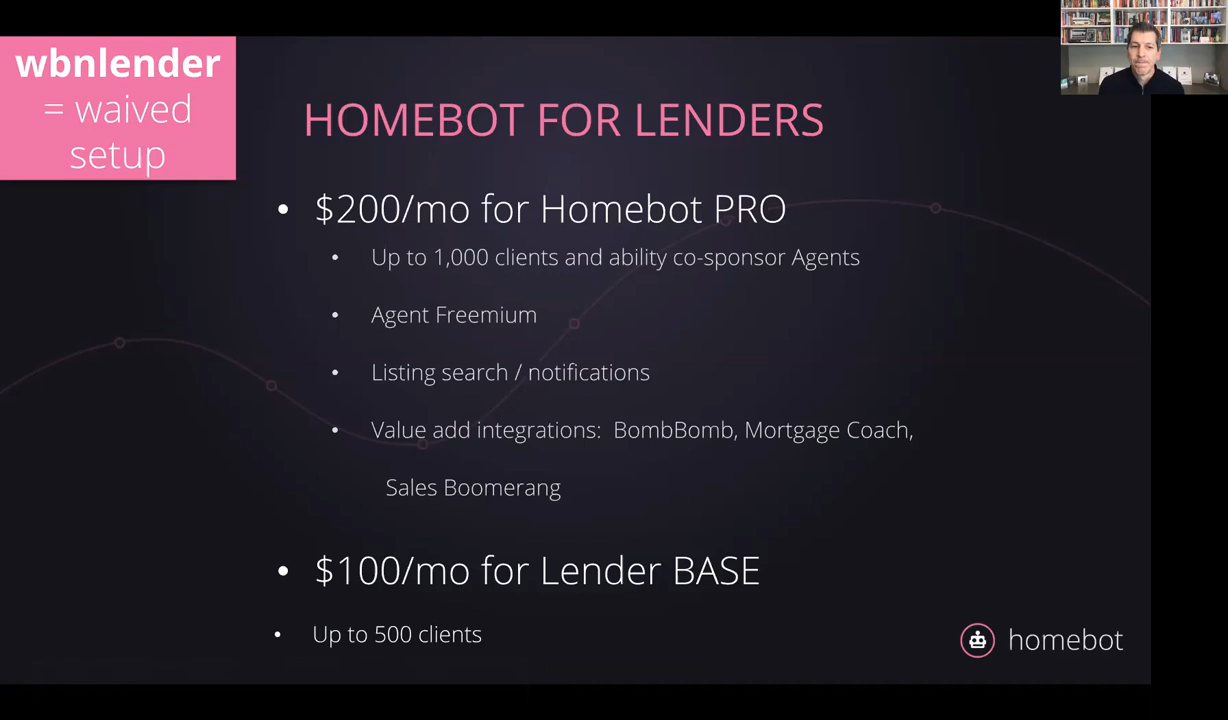 wbnlender
= waived
setup
HOMEBOT FOR LENDERS
• $200/mo for Homebot PRO
• Up to 1,000 clients and ability co-sponsor Agents
• Agent Freemium
• Listing search / notifications
• Value add integrations: BombBomb, Mortgage Coach,
Sales Boomerang
• $100/mo for Lender BASE
• Up to 500 clients
homebot